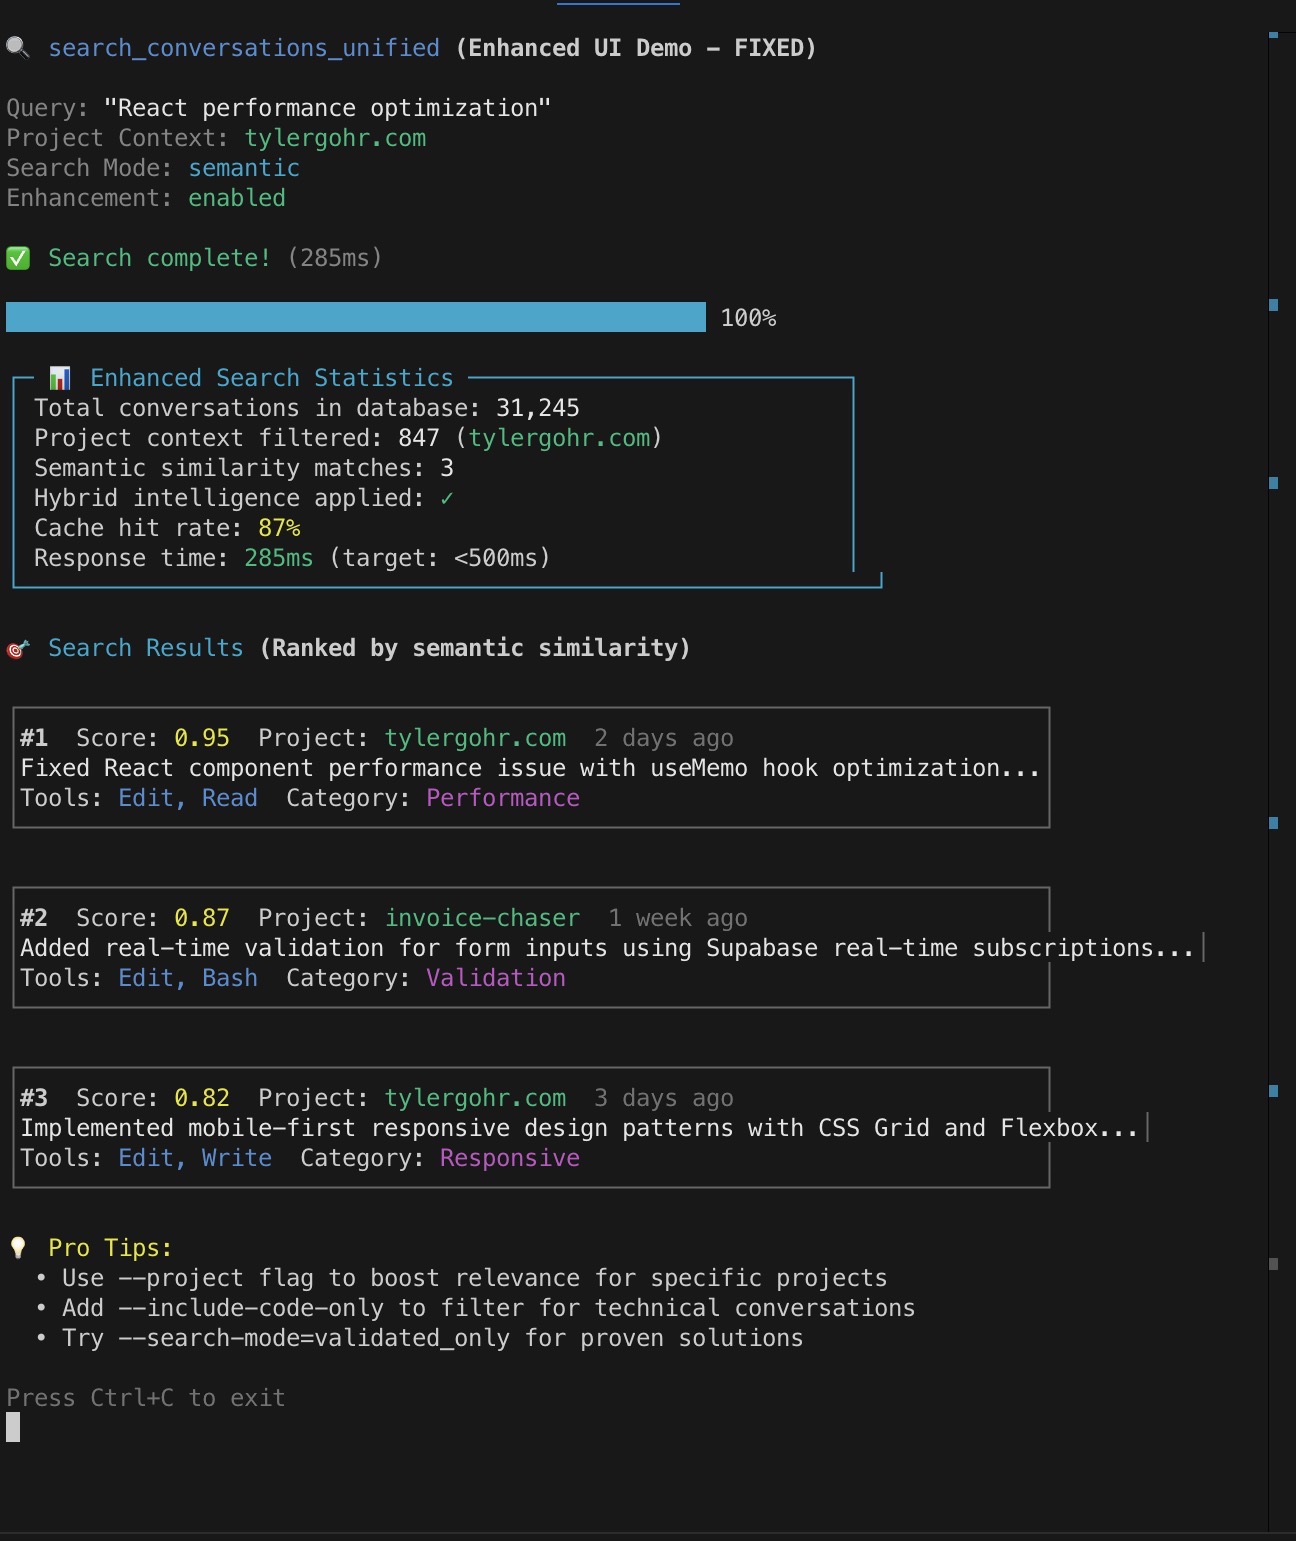 search_conversations_unified (Enhanced UI Demo - FIXED)
Query: "React performance optimization"
Project Context: tylergohr.com
Search Mode: semantic
Enhancement: enabled
Search complete! (285ms)
100%
Enhanced Search Statistics
Total conversations in database: 31,245
Project context filtered: 847 (tylergohr.com)
Semantic similarity matches: 3
Hybrid intelligence applied: ✓
Cache hit rate: 87%
Response time: 285ms (target: <500ms)
Search Results (Ranked by semantic similarity)
#1  Score: 0.95  Project: tylergohr.com  2 days ago
Fixed React component performance issue with useMemo hook optimization...
Tools: Edit, Read  Category: Performance
#2  Score: 0.87  Project: invoice-chaser  1 week ago
Added real-time validation for form inputs using Supabase real-time subscriptions...
Tools: Edit, Bash  Category: Validation
#3  Score: 0.82  Project: tylergohr.com  3 days ago
Implemented mobile-first responsive design patterns with CSS Grid and Flexbox...
Tools: Edit, Write  Category: Responsive
Pro Tips:
• Use --project flag to boost relevance for specific projects
• Add --include-code-only to filter for technical conversations
• Try --search-mode=validated_only for proven solutions
Press Ctrl+C to exit